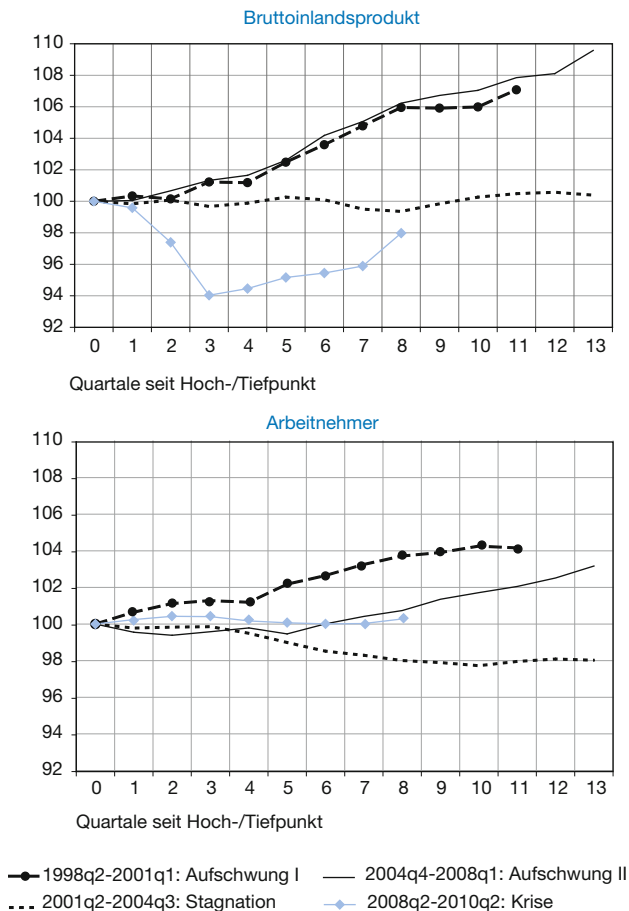 Bruttoinlandsprodukt
110
108
106
104
102
100
98
96
94
92
0 1 2 3 4 5 6 7 8 9 10 11 12 13
Quartale seit Hoch-/Tiefpunkt
Arbeitnehmer
110
108
106
104
102
100
98
96
94
92
0 1 2 3 4 5 6 7 8 9 10 11 12 13
Quartale seit Hoch-/Tiefpunkt
1998q2-2001q1: Aufschwung I 2004q4-2008q1: Aufschwung II
2001q2-2004q3: Stagnation 2008q2-2010q2: Krise